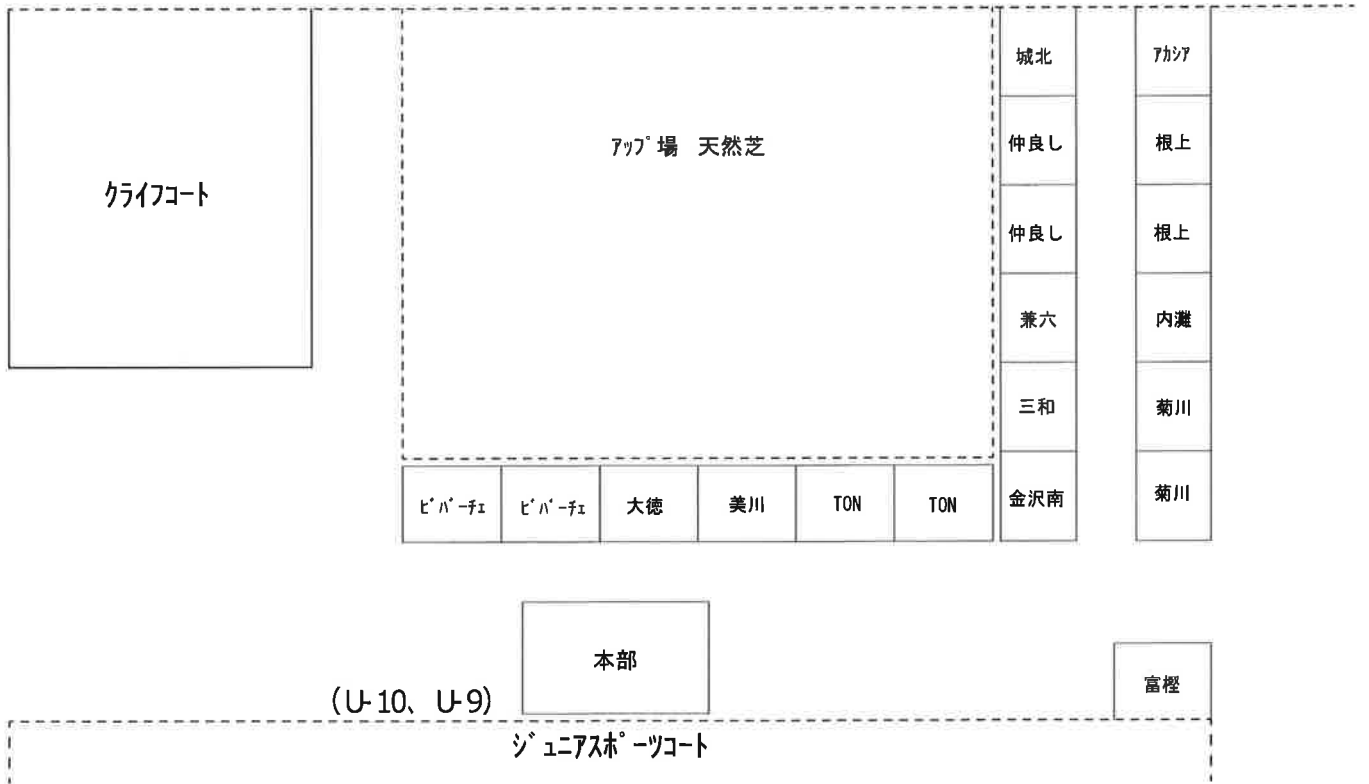 クライフコート
アップ場 天然芝
城北
仲良し
仲良し
兼六
三和
金沢南
アカシア
根上
根上
内灘
菊川
菊川
ビバーチェ
ビバーチェ
大徳
美川
TON
TON
本部
富樫
(U-10、U-9)
ジュニアスポーツコート